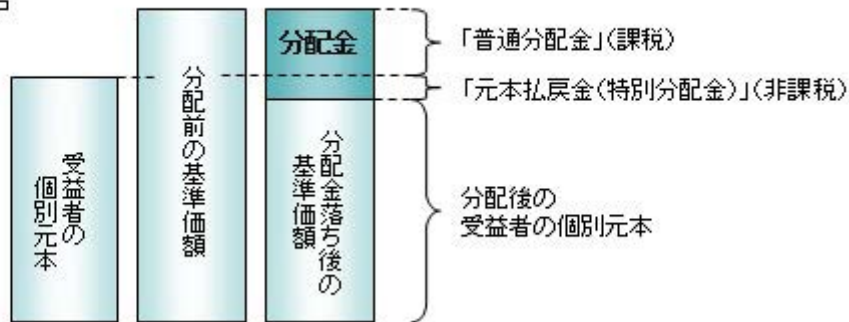 分配金
「普通分配金」(課税)
「元本払戻金(特別分配金)」(非課税)
受益者の
個別元本
分配前の基準価額
分配金落ち後の
基準価額
分配後の
受益者の個別元本